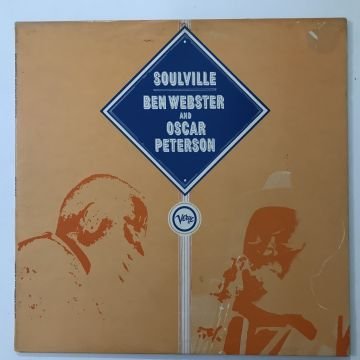 SOULVILLE
BEN WEBSTER
AND
OSCAR
PETERSON
Verve